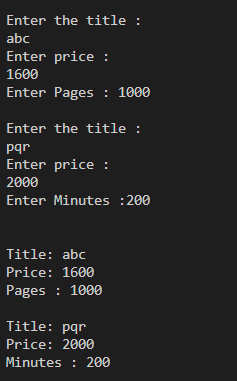 Enter the title :
abc
Enter price :
1600
Enter Pages : 1000
Enter the title :
pqr
Enter price :
2000
Enter Minutes :200
Title: abc
Price: 1600
Pages : 1000
Title: pqr
Price: 2000
Minutes : 200